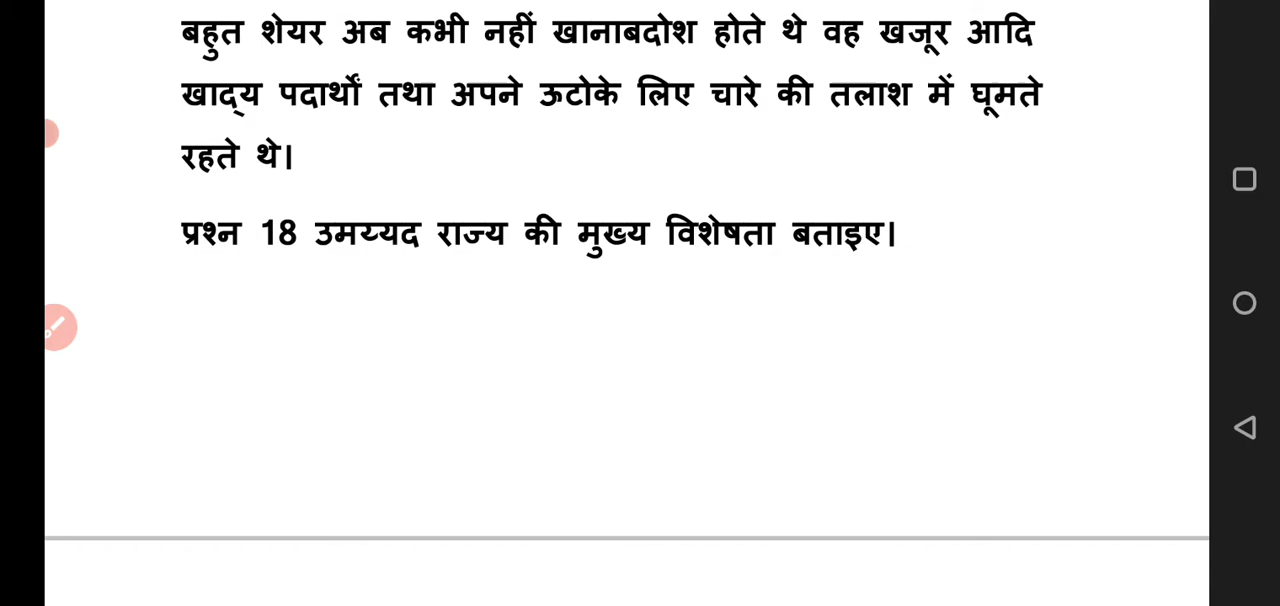 बहुत शेयर अब कभी नहीं खानाबदोश होते थे वह खजूर आदि
खाद्य पदार्थों तथा अपने ऊटोके लिए चारे की तलाश में घूमते
रहते थे।
प्रश्न 18 उमय्यद राज्य की मुख्य विशेषता बताइए।